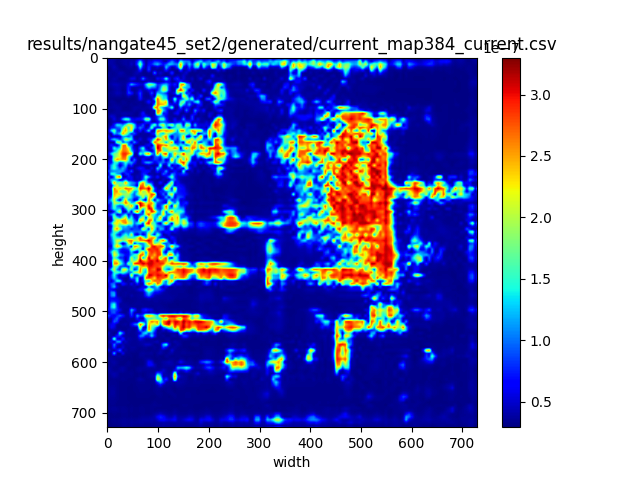 results/nangate45_set2/generated/current_map384_current.csv
1e-7
0
100
200
300
400
500
600
700
height
0 100 200 300 400 500 600 700
width
3.0
2.5
2.0
1.5
1.0
0.5